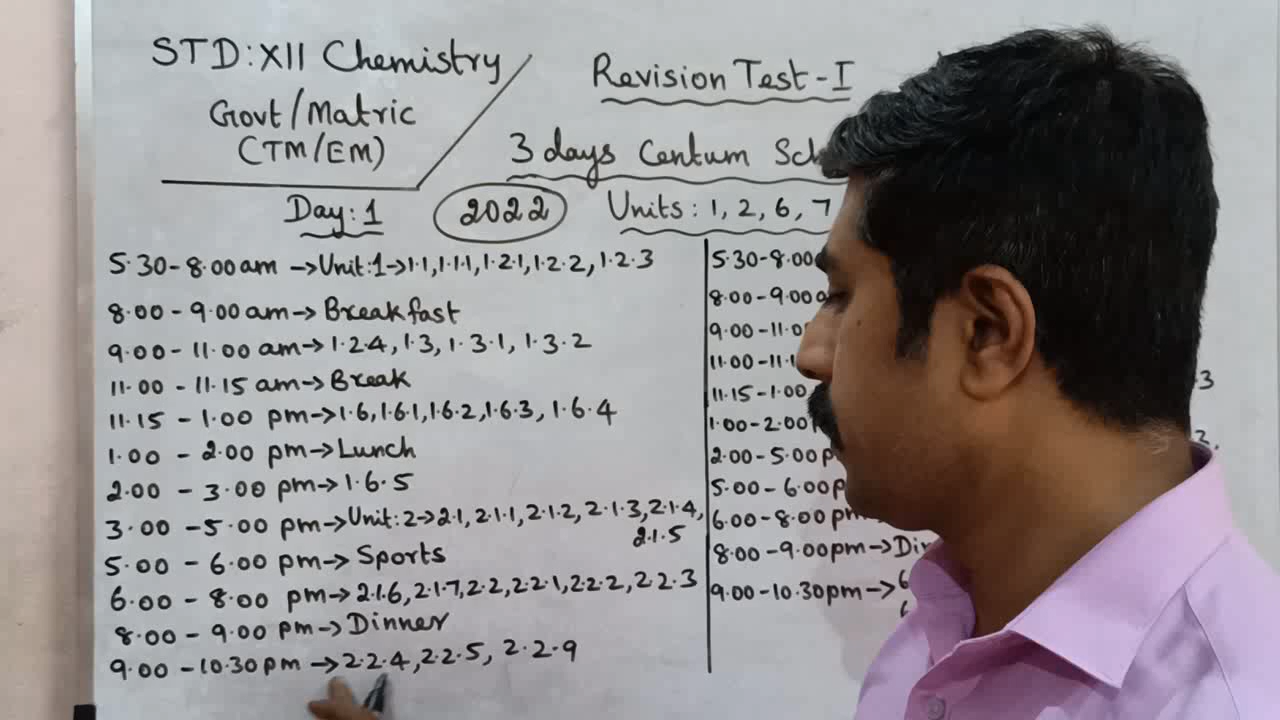 STD: XII Chemistry
Govt/Matric
(TM/EM)
Revision Test-I
3 days Centum
Day: 1
2022
Units: 1, 2, 6, 7
5.30-8.00am → Unit:1→1.1, 1.1.1, 1.2.1, 1.2.2, 1.2.3
8.00-9.00am → Breakfast
9.00-11.00 am → 1.2.4, 1.3, 1.3.1, 1.3.2
11.00-11.15 am → Break
11.15-1.00 pm → 1.6, 1.6.1, 1.6.2, 1.6.3, 1.6.4
1.00-2.00 pm → Lunch
2.00-3.00 pm → 1.6.5
3.00-5.00 pm → Unit:2→2.1, 2.1.1, 2.1.2, 2.1.3, 2.1.4,
2.1.5
5.00-6.00 pm → Sports
6.00-8.00 pm → 2.1.6, 2.1.7, 2.2, 2.2.1, 2.2.2, 2.2.3
8.00-9.00 pm → Dinner
9.00-10.30 pm → 2.2.4, 2.2.5, 2.2.9
5.30-8.00
8.00-9.00
9.00-11.00
11.00-11.1
11.15-1.00
1.00-2.00
2.00-5.00 p
5.00-6.00 p
6.00-8.00 pm
8.00-9.00pm →
9.00-10.30pm →